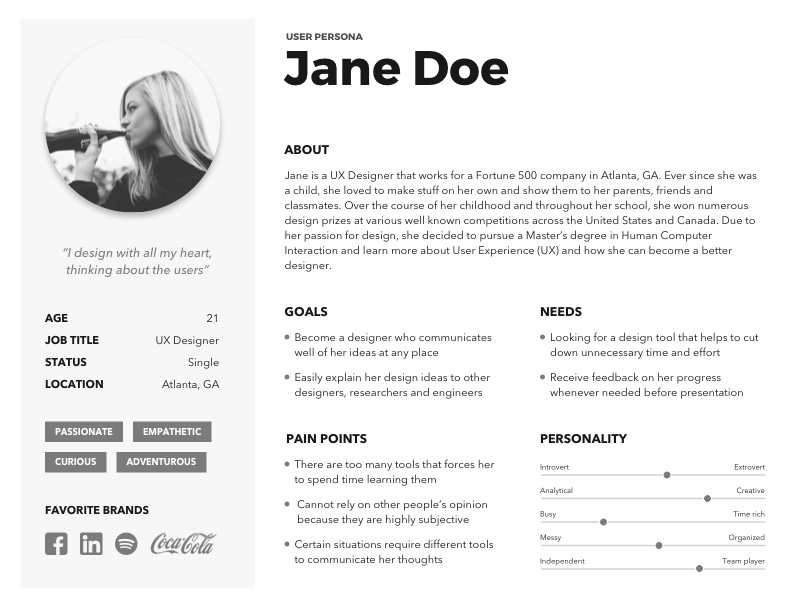 USER PERSONA
Jane Doe
"I design with all my heart,
thinking about the users"
AGE 21
JOB TITLE UX Designer
STATUS Single
LOCATION Atlanta, GA
PASSIONATE EMPATHETIC
CURIOUS ADVENTUROUS
FAVORITE BRANDS
f in Coca-Cola
ABOUT
Jane is a UX Designer that works for a Fortune 500 company in Atlanta, GA. Ever since she was
a child, she loved to make stuff on her own and show them to her parents, friends and
classmates. Over the course of her childhood and throughout her school, she won numerous
design prizes at various well known competitions across the United States and Canada. Due to
her passion for design, she decided to pursue a Master's degree in Human Computer
Interaction and learn more about User Experience (UX) and how she can become a better
designer.
GOALS
• Become a designer who communicates
well of her ideas at any place
• Easily explain her design ideas to other
designers, researchers and engineers
NEEDS
• Looking for a design tool that helps to cut
down unnecessary time and effort
• Receive feedback on her progress
whenever needed before presentation
PAIN POINTS
• There are too many tools that forces her
to spend time learning them
• Cannot rely on other people's opinion
because they are highly subjective
• Certain situations require different tools
to communicate her thoughts
PERSONALITY
Introvert Extrovert
Analytical Creative
Busy Time rich
Messy Organized
Independent Team player